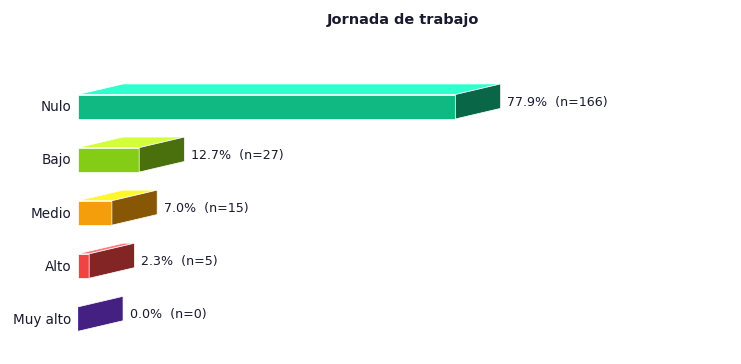 Jornada de trabajo
Nulo 77.9% (n=166)
Bajo 12.7% (n=27)
Medio 7.0% (n=15)
Alto 2.3% (n=5)
Muy alto 0.0% (n=0)